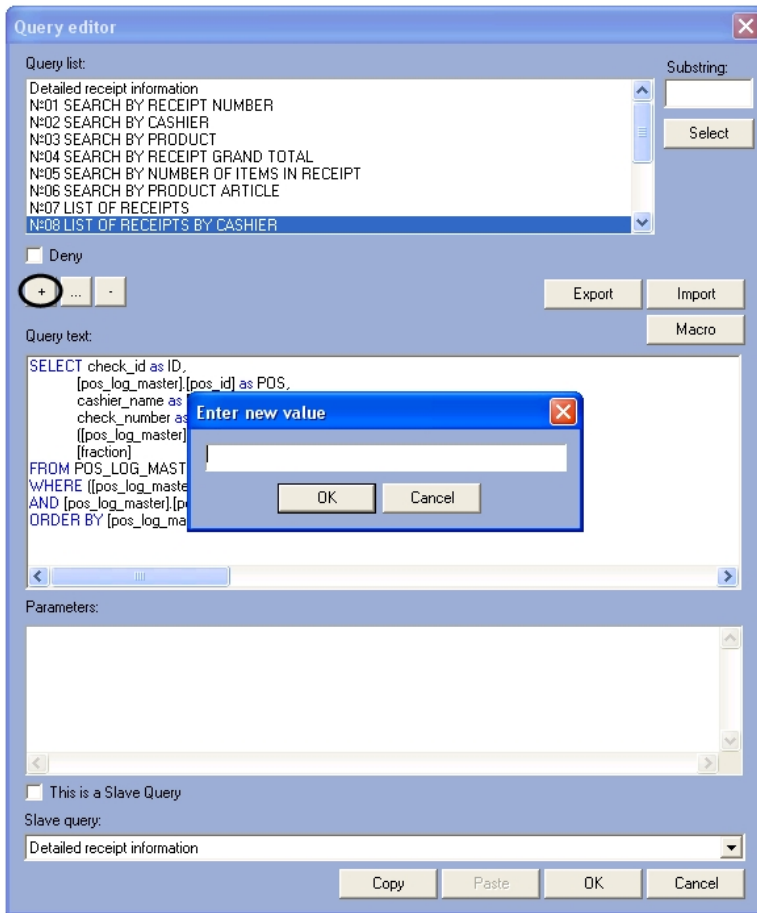 Query editor
Query list:
Substring:
Detailed receipt information
№01 SEARCH BY RECEIPT NUMBER
№02 SEARCH BY CASHIER
№03 SEARCH BY PRODUCT
№04 SEARCH BY RECEIPT GRAND TOTAL
№05 SEARCH BY NUMBER OF ITEMS IN RECEIPT
№06 SEARCH BY PRODUCT ARTICLE
№07 LIST OF RECEIPTS
№08 LIST OF RECEIPTS BY CASHIER
Select
Deny
+ ... -
Export Import
Macro
Query text:
SELECT check_id as ID,
[pos_log_master].[pos_id] as POS,
cashier_name as
check_number as
([pos_log_master]
[fraction]
FROM POS_LOG_MAST
WHERE ([pos_log_maste
AND [pos_log_master].[p
ORDER BY [pos_log_ma
Enter new value
OK Cancel
Parameters:
This is a Slave Query
Slave query:
Detailed receipt information
Copy Paste OK Cancel